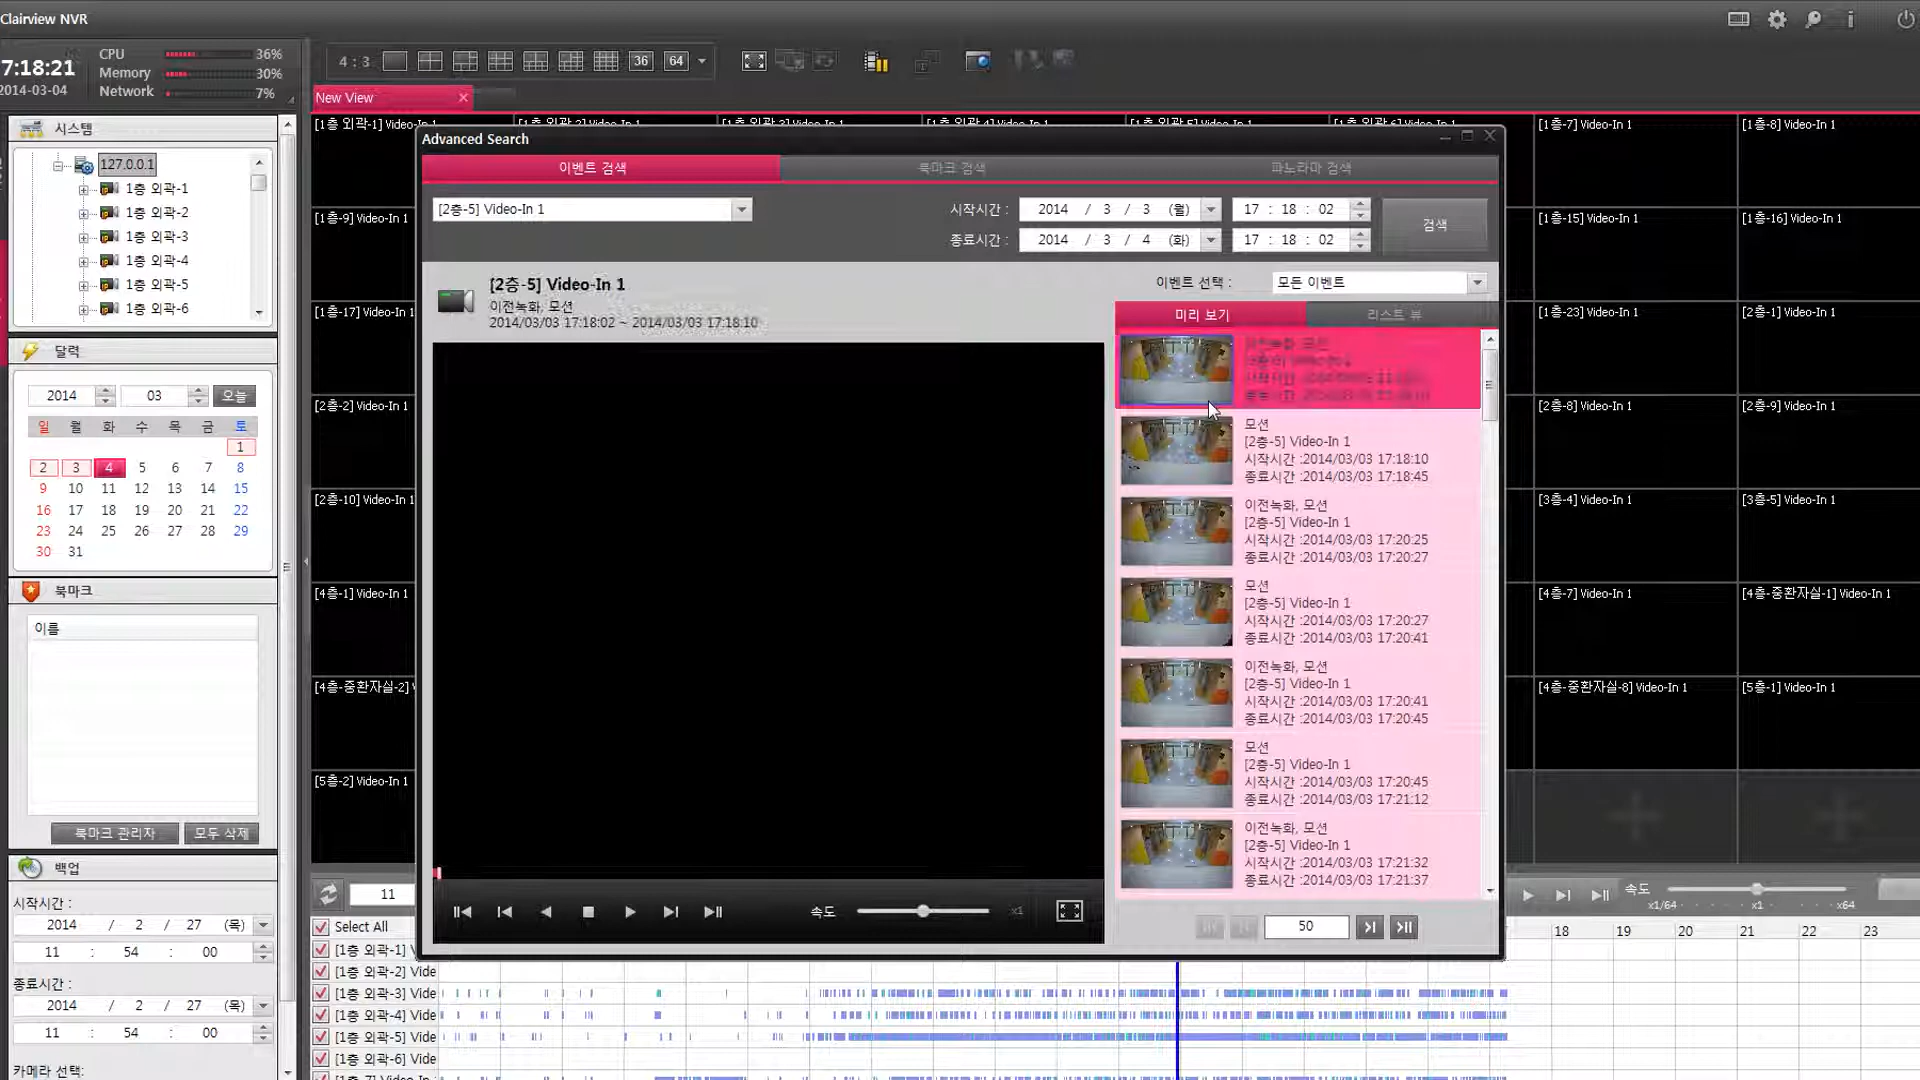 Clairview NVR
7:18:21
2014-03-04
CPU 36%
Memory 30%
Network 7%
4 : 3
36
64
New View
시스템
127.0.0.1
1층 외곽-1
1층 외곽-2
1층 외곽-3
1층 외곽-4
1층 외곽-5
1층 외곽-6
달력
2014 03 오늘
일 월 화 수 목 금 토
1
2 3 4 5 6 7 8
9 10 11 12 13 14 15
16 17 18 19 20 21 22
23 24 25 26 27 28 29
30 31
북마크
이름
북마크 관리자 모두 삭제
백업
시작시간 :
2014 / 2 / 27 (목)
11 : 54 : 00
종료시간 :
2014 / 2 / 27 (목)
11 : 54 : 00
카메라 선택:
[1층 외곽-1] Video-In 1
[1층-7] Video-In 1
[1층-8] Video-In 1
[1층-9] Video-In 1
[1층-15] Video-In 1
[1층-16] Video-In 1
[1층-17] Video-In 1
[1층-23] Video-In 1
[2층-1] Video-In 1
[2층-2] Video-In 1
[2층-8] Video-In 1
[2층-9] Video-In 1
[2층-10] Video-In 1
[3층-4] Video-In 1
[3층-5] Video-In 1
[4층-1] Video-In 1
[4층-7] Video-In 1
[4층-중환자실-1] Video-In 1
[4층-중환자실-2]
[4층-중환자실-8] Video-In 1
[5층-1] Video-In 1
[5층-2] Video-In 1
Advanced Search
이벤트 검색
북마크 검색
파노라마 검색
[2층-5] Video-In 1
시작시간 : 2014 / 3 / 3 (월) 17 : 18 : 02
종료시간 : 2014 / 3 / 4 (화) 17 : 18 : 02
검색
[2층-5] Video-In 1
이전녹화, 모션
2014/03/03 17:18:02 ~ 2014/03/03 17:18:10
이벤트 선택 : 모든 이벤트
미리 보기
리스트 뷰
모션
[2층-5] Video-In 1
시작시간 :2014/03/03 17:18:10
종료시간 :2014/03/03 17:18:45
이전녹화, 모션
[2층-5] Video-In 1
시작시간 :2014/03/03 17:20:25
종료시간 :2014/03/03 17:20:27
모션
[2층-5] Video-In 1
시작시간 :2014/03/03 17:20:27
종료시간 :2014/03/03 17:20:41
이전녹화, 모션
[2층-5] Video-In 1
시작시간 :2014/03/03 17:20:41
종료시간 :2014/03/03 17:20:45
모션
[2층-5] Video-In 1
시작시간 :2014/03/03 17:20:45
종료시간 :2014/03/03 17:21:12
이전녹화, 모션
[2층-5] Video-In 1
시작시간 :2014/03/03 17:21:32
종료시간 :2014/03/03 17:21:37
속도 x1
50
11
속도
x1/64 x1 x64
18 19 20 21 22 23
Select All
[1층 외곽-1] V
[1층 외곽-2] Vide
[1층 외곽-3] Vide
[1층 외곽-4] Vide
[1층 외곽-5] Vide
[1층 외곽-6] Vide